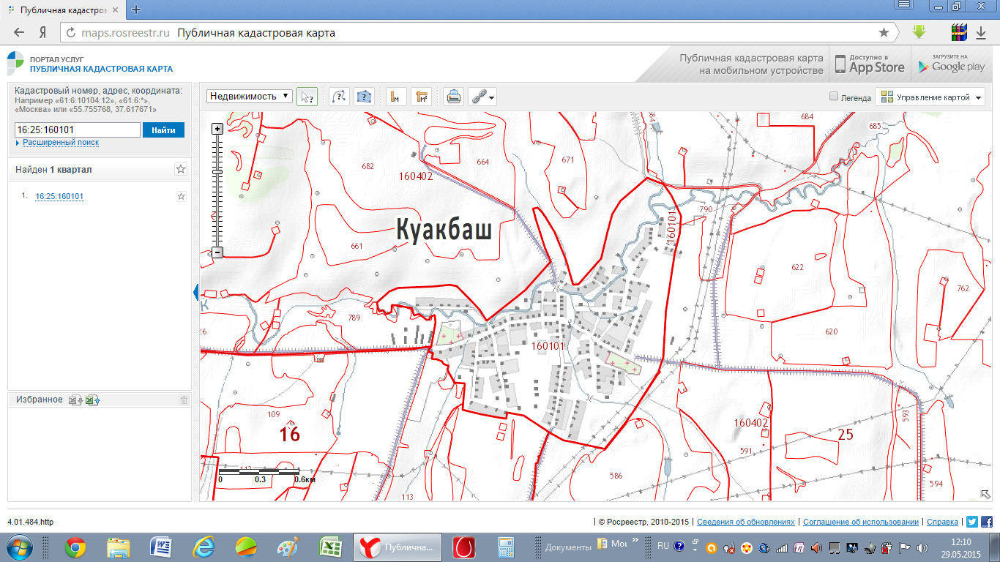 Публичная кадастров
maps.rosreestr.ru Публичная кадастровая карта
ПОРТАЛ УСЛУГ
ПУБЛИЧНАЯ КАДАСТРОВАЯ КАРТА
Публичная кадастровая карта
на мобильном устройстве
Доступно в
App Store
ЗАГРУЗИТЕ НА
Google play
Кадастровый номер, адрес, координата:
Например «61:6:10104:12», «61:6:*»,
«Москва» или «55.755768, 37.617671»
16:25:160101
Найти
Расширенный поиск
Найден 1 квартал
1. 16:25:160101
Избранное
Недвижимость
Легенда
Управление картой
684
685
682
664
671
160402
790
160101
Куакбаш
661
622
762
789
26
620
160101
109
16
160402
25
593
591
113
586
594
113
0 0.3 0.6км
4.01.484.http
| © Росреестр, 2010-2015 | Сведения об обновлениях | Соглашение об использовании | Справка |
Публична...
Документы
Мои
»
RU
12:10
29.05.2015